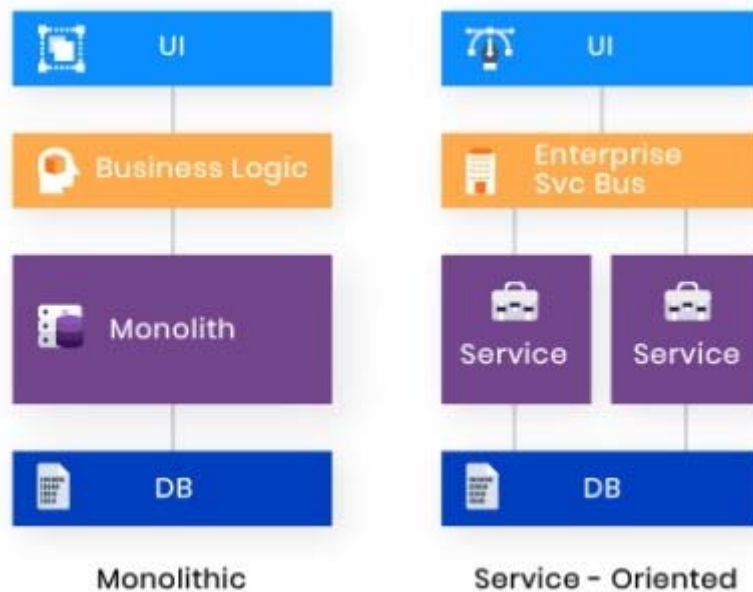 UI
Business Logic
Monolith
DB
Monolithic
UI
Enterprise
Svc Bus
Service
Service
DB
Service - Oriented